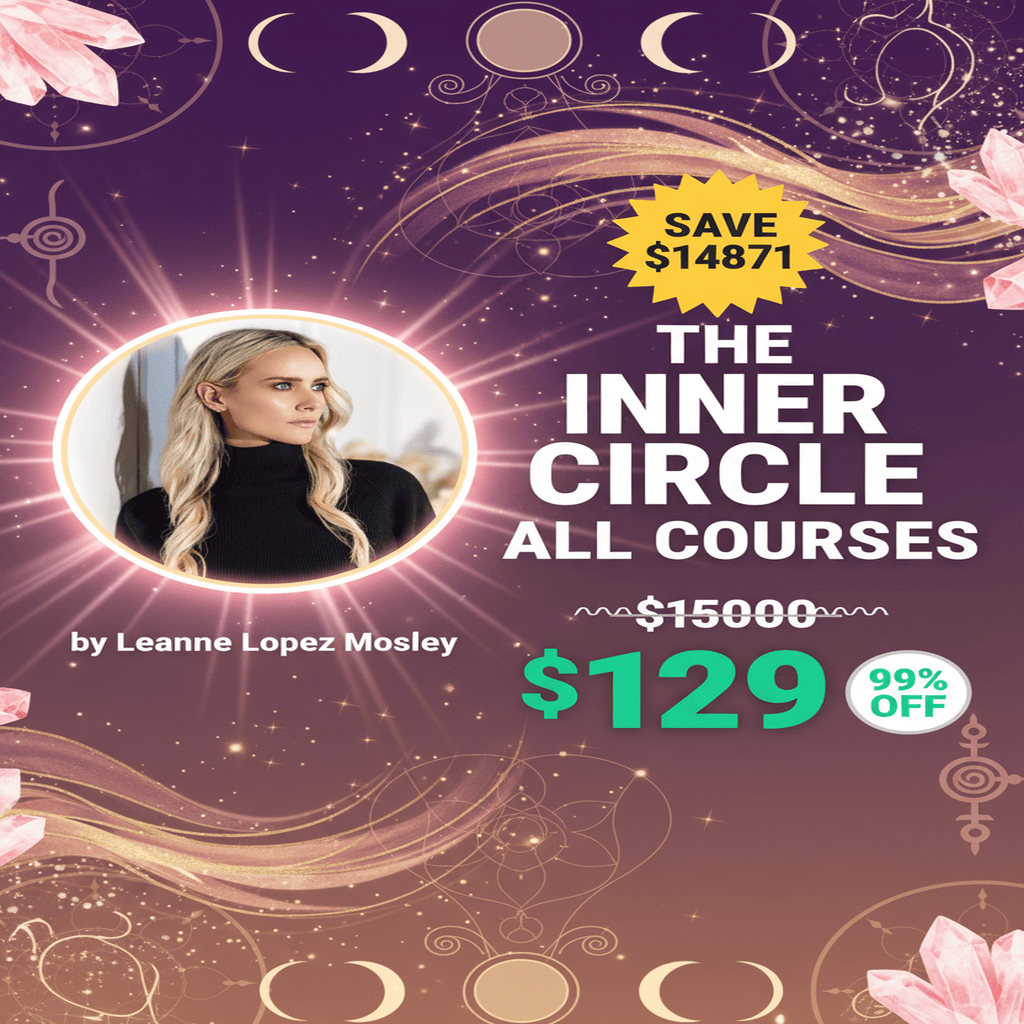 SAVE
$14871
THE
INNER
CIRCLE
ALL COURSES
$15000
$129
99%
OFF
by Leanne Lopez Mosley